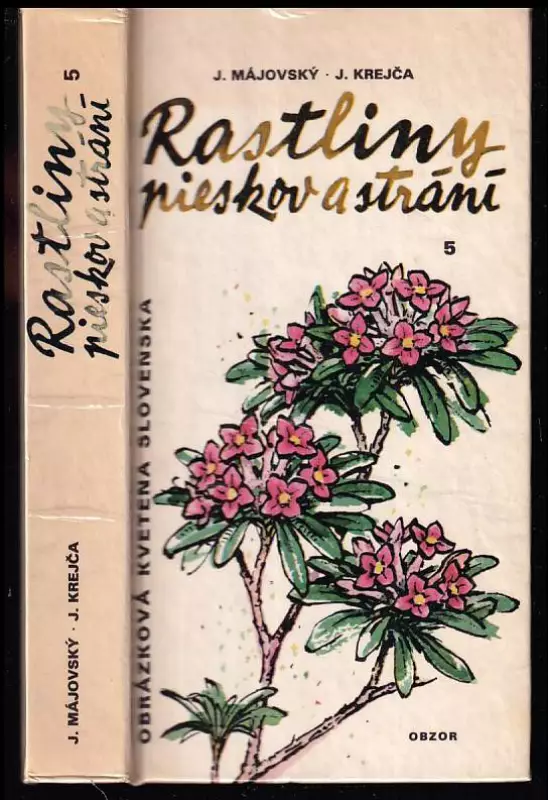 5
Rastliny
pieskov a strání
J. MÁJOVSKÝ · J. KREJČA
J. MÁJOVSKÝ · J. KREJČA
Rastliny
pieskov a strání
5
OBRÁZKOVÁ KVETENA SLOVENSKA
OBZOR